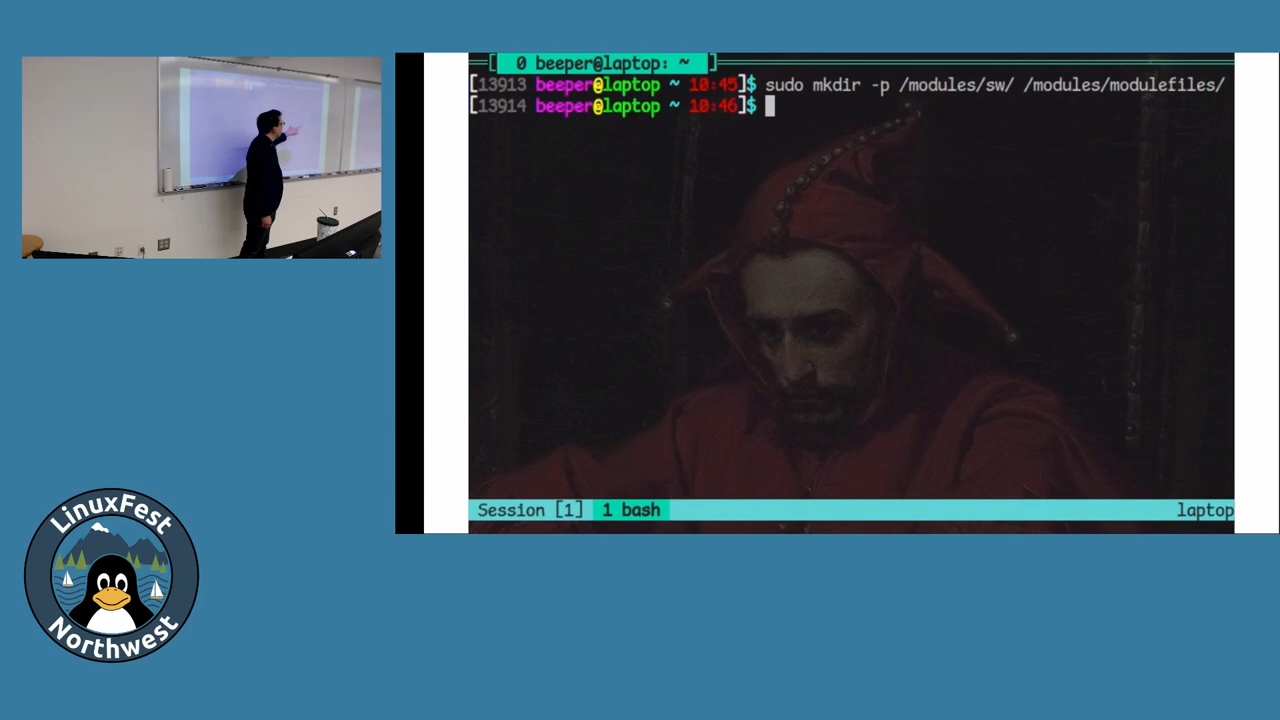 0 beeper@laptop: ~
[13913 beeper@laptop ~ 10:45]$ sudo mkdir -p /modules/sw/ /modules/modulefiles/
[13914 beeper@laptop ~ 10:46]$
Session [1] 1 bash laptop
LinuxFest
Northwest